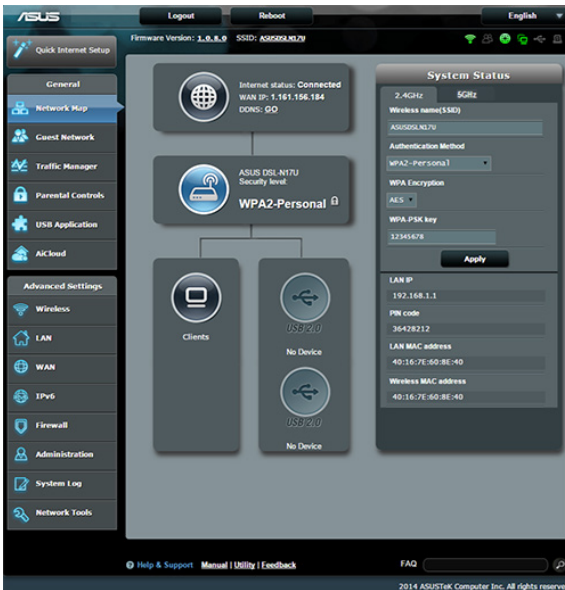 ASUS
Logout
Reboot
English
Quick Internet Setup
Firmware Version: 1.0.8.0 SSID: ASUSDSLN17U
General
Network Map
Guest Network
Traffic Manager
Parental Controls
USB Application
AiCloud
Advanced Settings
Wireless
LAN
WAN
IPv6
Firewall
Administration
System Log
Network Tools
Internet status: Connected
WAN IP: 1.161.156.184
DDNS: GO
ASUS DSL-N17U
Security level:
WPA2-Personal
Clients
USB 2.0
No Device
USB 2.0
No Device
System Status
2.4GHz
5GHz
Wireless name(SSID)
ASUSDSLN17U
Authentication Method
WPA2-Personal
WPA Encryption
AES
WPA-PSK key
12345678
Apply
LAN IP
192.168.1.1
PIN code
36428212
LAN MAC address
40:16:7E:60:8E:40
Wireless MAC address
40:16:7E:60:8E:40
Help & Support Manual | Utility | Feedback
FAQ
2014 ASUSTeK Computer Inc. All rights reserve